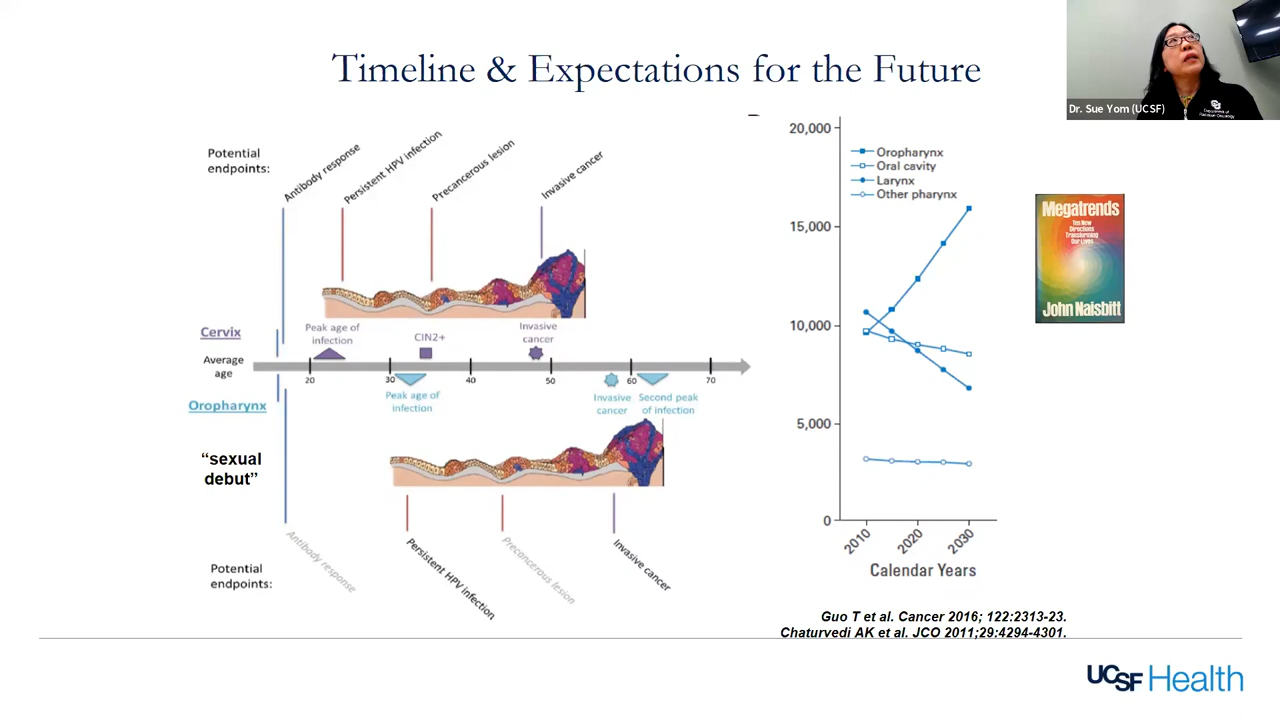 Timeline & Expectations for the Future
Dr. Sue Yom (UCSF)
Potential
endpoints:
Antibody response
Persistent HPV infection
Precancerous lesion
Invasive cancer
Cervix
Peak age of
infection
CIN2+
Invasive
cancer
Average
age
20
30
40
50
60
70
Oropharynx
Peak age of
infection
Invasive
cancer
Second peak
of infection
“sexual
debut”
Potential
endpoints:
Antibody response
Persistent HPV infection
Precancerous lesion
Invasive cancer
20,000
15,000
10,000
5,000
0
Oropharynx
Oral cavity
Larynx
Other pharynx
2010
2020
2030
Calendar Years
Megatrends
Ten New
Directions
Transforming
Our Lives
John Naisbitt
Guo T et al. Cancer 2016; 122:2313-23.
Chaturvedi AK et al. JCO 2011;29:4294-4301.
UCSF Health